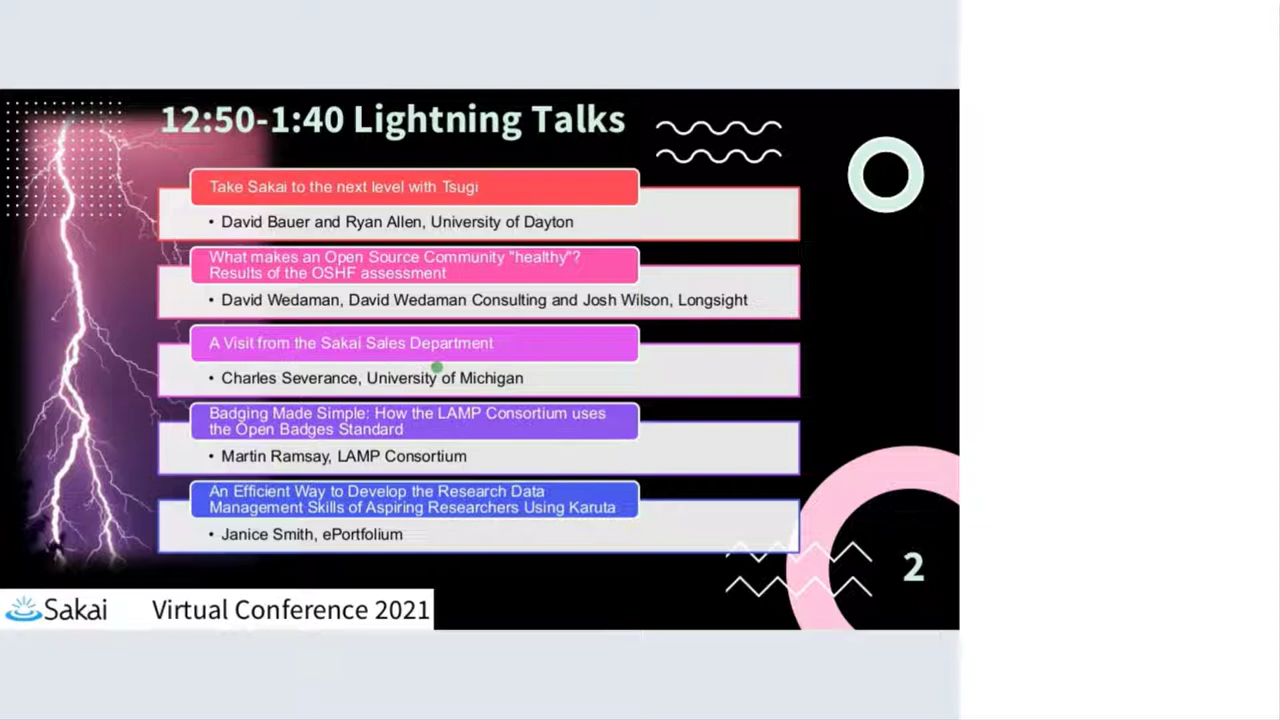 12:50-1:40 Lightning Talks
Take Sakai to the next level with Tsugi
• David Bauer and Ryan Allen, University of Dayton
What makes an Open Source Community "healthy"?
Results of the OSHF assessment
• David Wedaman, David Wedaman Consulting and Josh Wilson, Longsight
A Visit from the Sakai Sales Department
• Charles Severance, University of Michigan
Badging Made Simple: How the LAMP Consortium uses
the Open Badges Standard
• Martin Ramsay, LAMP Consortium
An Efficient Way to Develop the Research Data
Management Skills of Aspiring Researchers Using Karuta
• Janice Smith, ePortfolium
2
Sakai Virtual Conference 2021